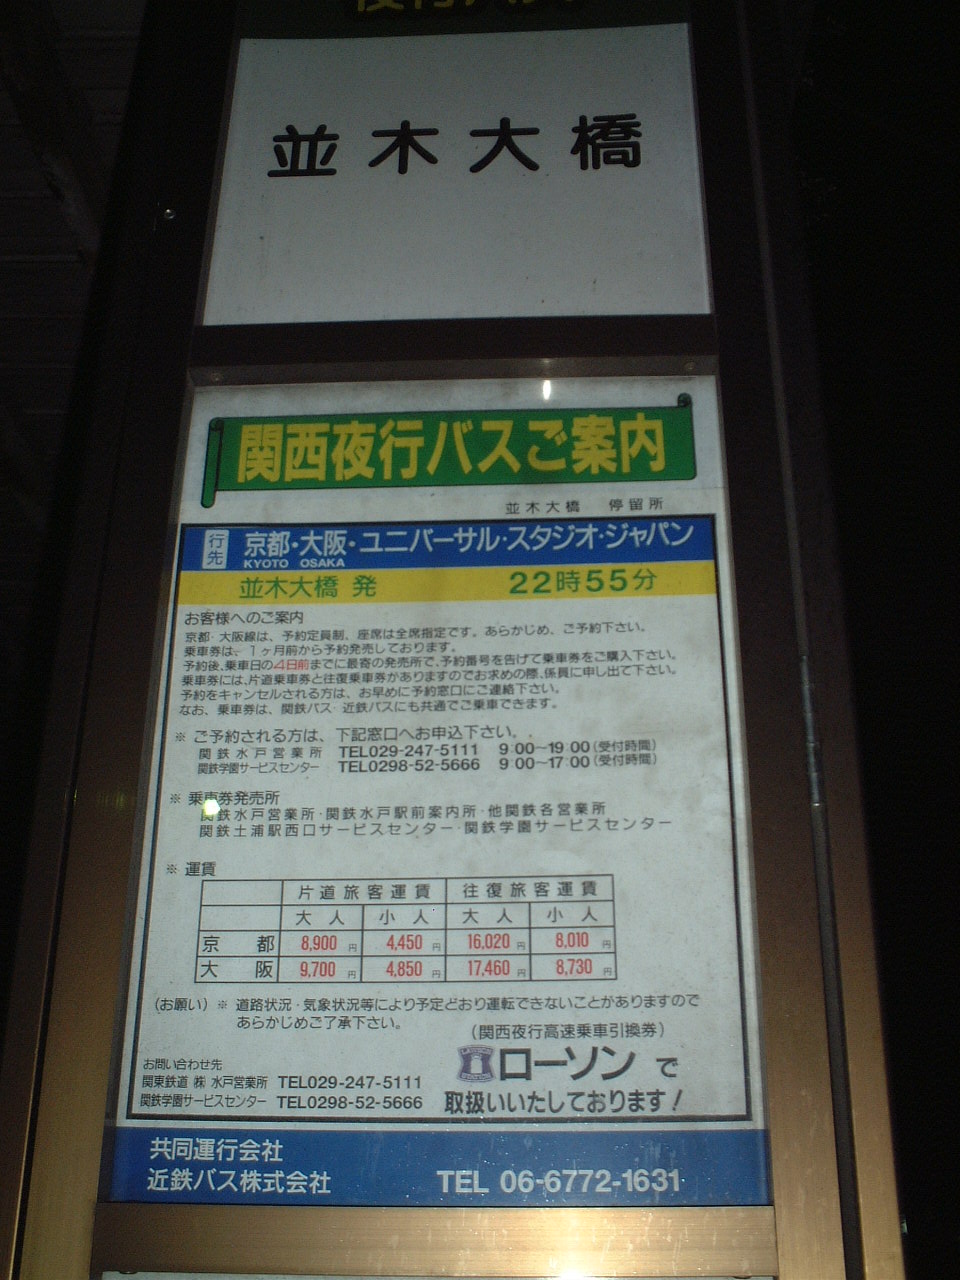 夜行バス
並木大橋
関西夜行バスご案内
並木大橋 停留所
行先 京都・大阪・ユニバーサル・スタジオ・ジャパン
KYOTO OSAKA
並木大橋 発 22時55分
お客様へのご案内
京都・大阪線は、予約定員制、座席は全席指定です。あらかじめ、ご予約下さい。
乗車券は、1ヶ月前から予約発売しております。
予約後、乗車日の4日前までに最寄の発売所で、予約番号を告げて乗車券をご購入下さい。
乗車券には、片道乗車券と往復乗車券がありますのでお求めの際、係員に申し出て下さい。
予約をキャンセルされる方は、お早めに予約窓口にご連絡下さい。
なお、乗車券は、関鉄バス・近鉄バスにも共通でご乗車できます。
※ ご予約される方は、下記窓口へお申込下さい。
関鉄水戸営業所 TEL029-247-5111 9:00~19:00(受付時間)
関鉄学園サービスセンター TEL0298-52-5666 9:00~17:00(受付時間)
※ 乗車券発売所
関鉄水戸営業所・関鉄水戸駅前案内所・他関鉄各営業所
関鉄土浦駅西口サービスセンター・関鉄学園サービスセンター
※ 運賃
片道旅客運賃 往復旅客運賃
大人 小人 大人 小人
京都 8,900円 4,450円 16,020円 8,010円
大阪 9,700円 4,850円 17,460円 8,730円
(お願い) ※ 道路状況・気象状況等により予定どおり運転できないことがありますので
あらかじめご了承下さい。
(関西夜行高速乗車引換券)
ローソン で
取扱いいたしております!
お問い合わせ先
関東鉄道㈱水戸営業所 TEL029-247-5111
関鉄学園サービスセンター TEL0298-52-5666
共同運行会社
近鉄バス株式会社 TEL 06-6772-1631